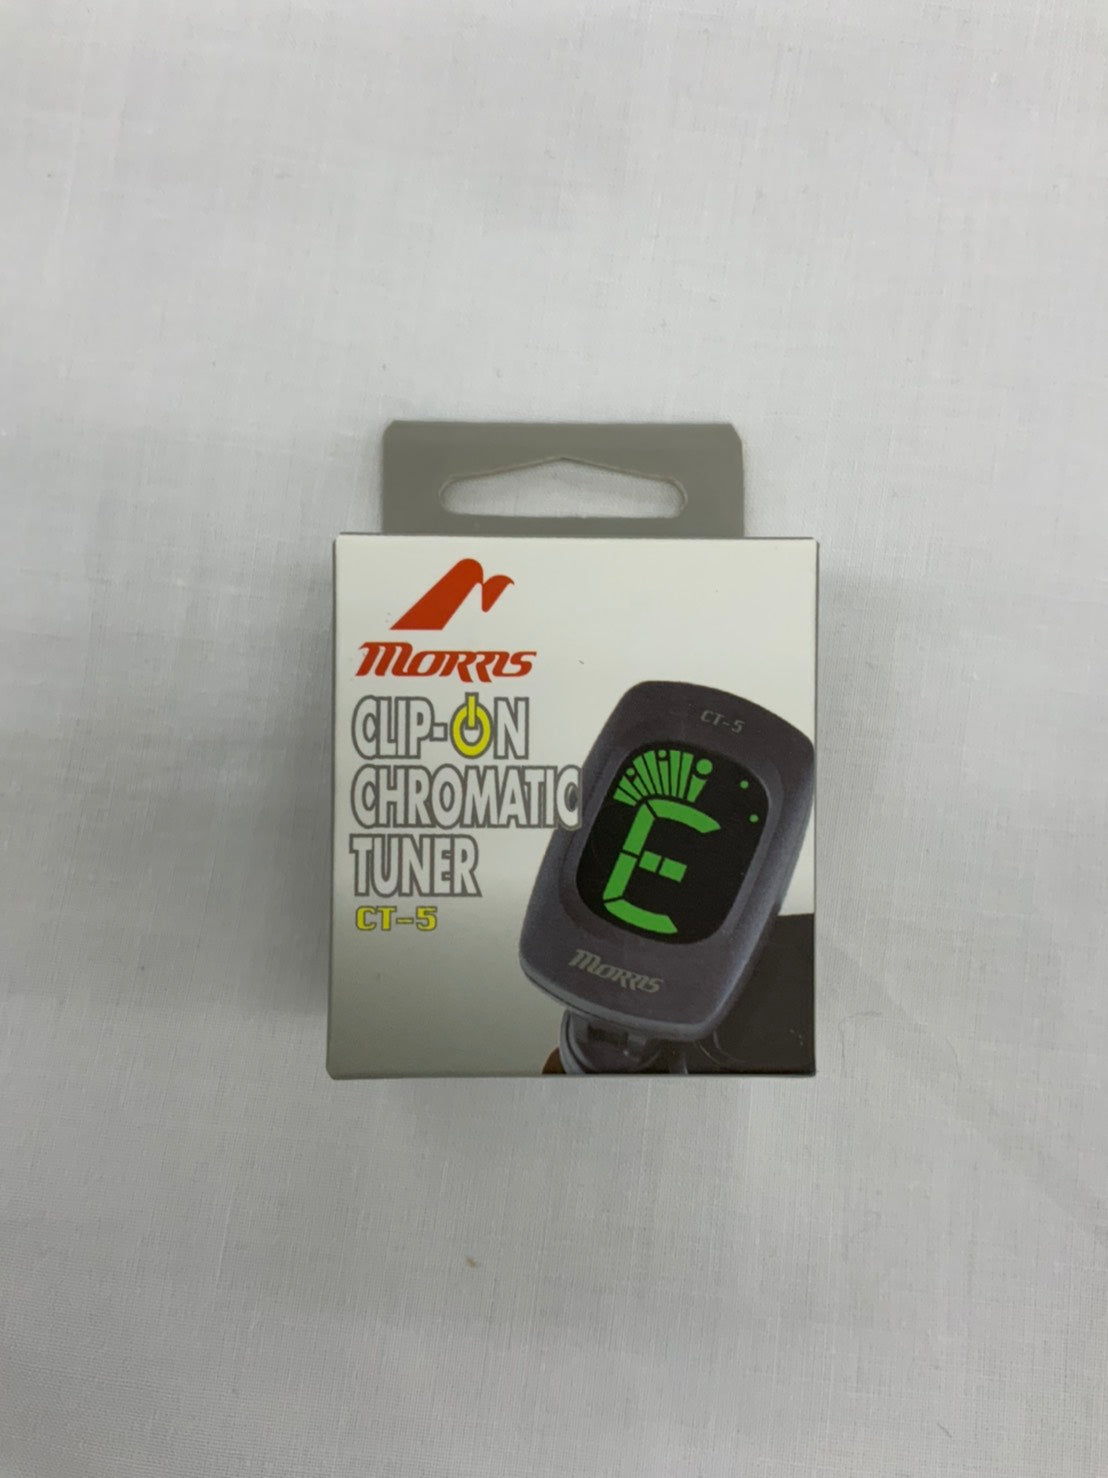 MORRIS
CLIP-ON
CHROMATIC
TUNER
CT-5
CT-5
E
MORRIS